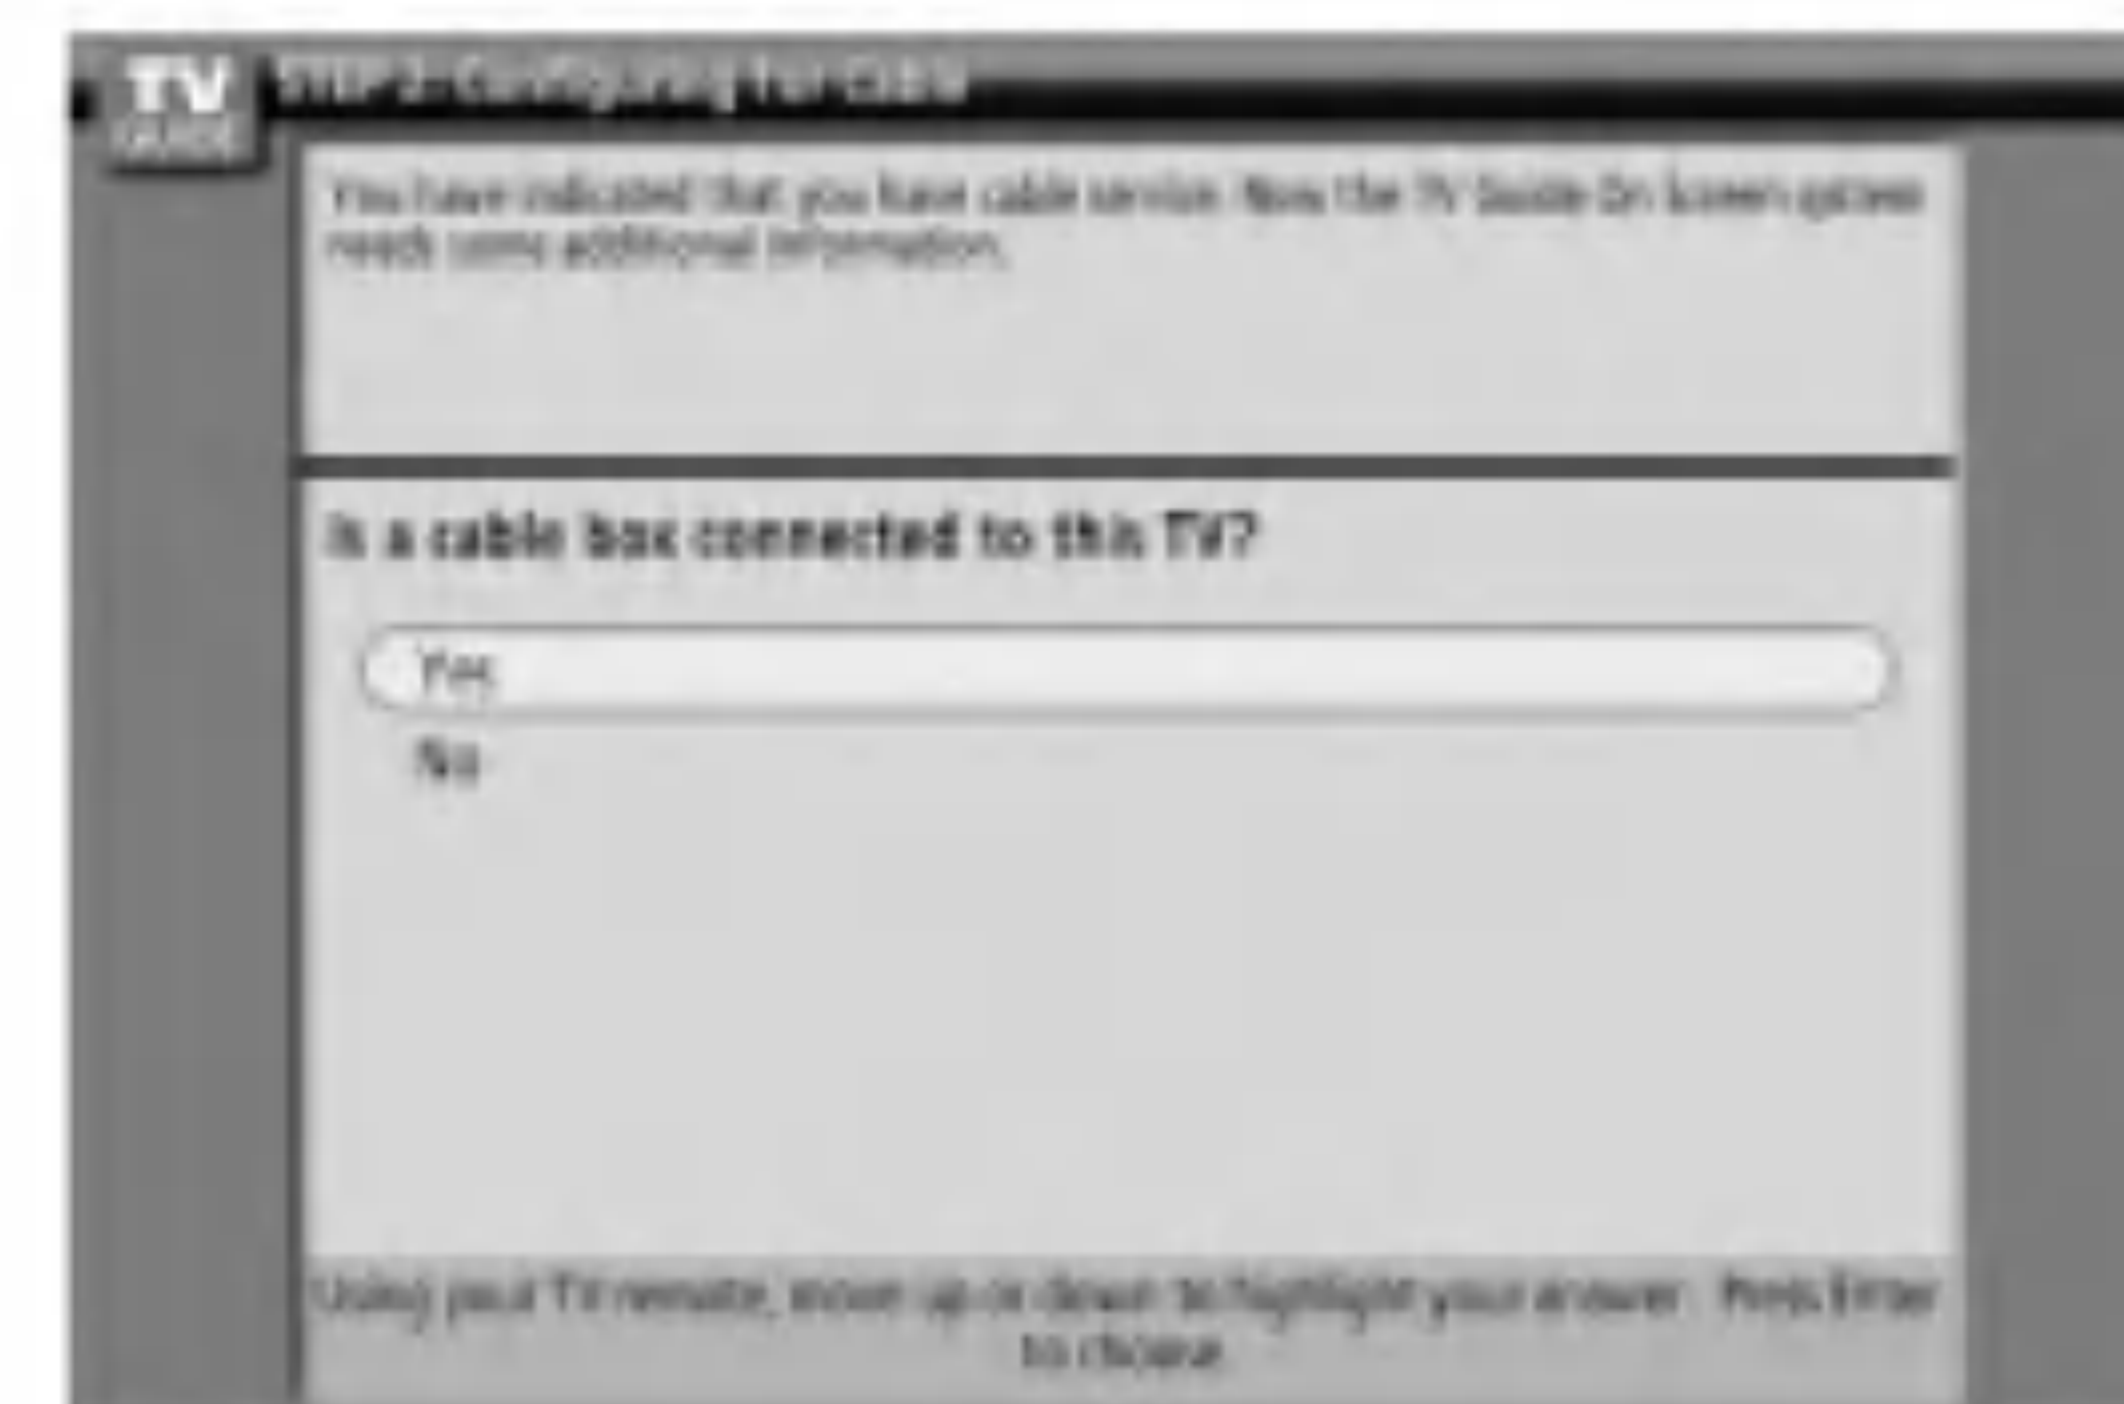 TV
GUIDE
You have indicated that you have cable service. Now the TV Guide On Screen system
needs some additional information.
Is a cable box connected to this TV?
Yes
No
Using your TV remote, move up or down to highlight your answer. Press Enter
to choose